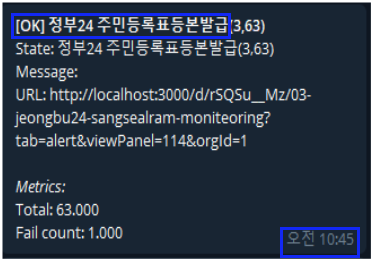 [OK] 정부24 주민등록표등본발급(3,63)
State: 정부24 주민등록표등본발급(3,63)
Message:
URL: http://localhost:3000/d/rSQSu__Mz/03-
jeongbu24-sangsealram-moniteoring?
tab=alert&viewPanel=114&orgId=1
Metrics:
Total: 63.000
Fail count: 1.000
오전 10:45